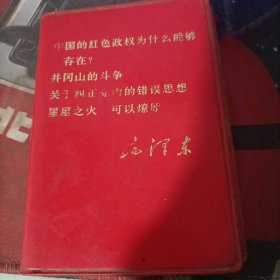 中国的红色政权为什么能够
存在？
井冈山的斗争
关于纠正党内的错误思想
星星之火 可以燎原
毛泽东